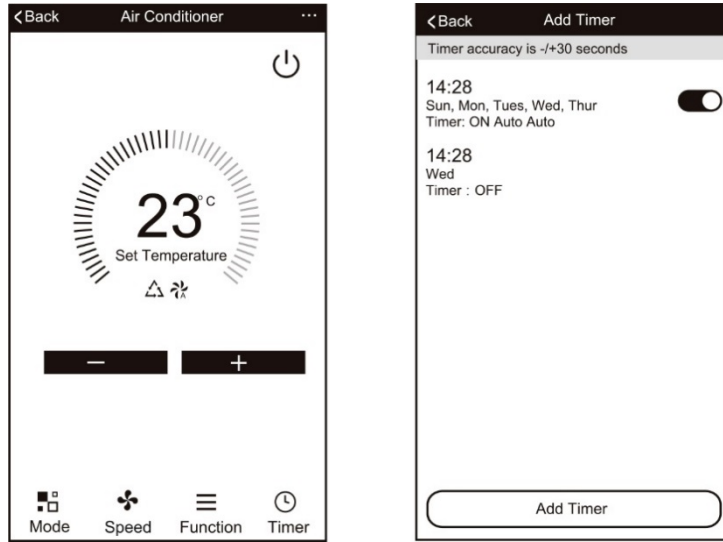 Back Air Conditioner ...
23°C
Set Temperature
A
— +
Mode Speed Function Timer
Back Add Timer
Timer accuracy is -/+30 seconds
14:28
Sun, Mon, Tues, Wed, Thur
Timer: ON Auto Auto
14:28
Wed
Timer : OFF
Add Timer